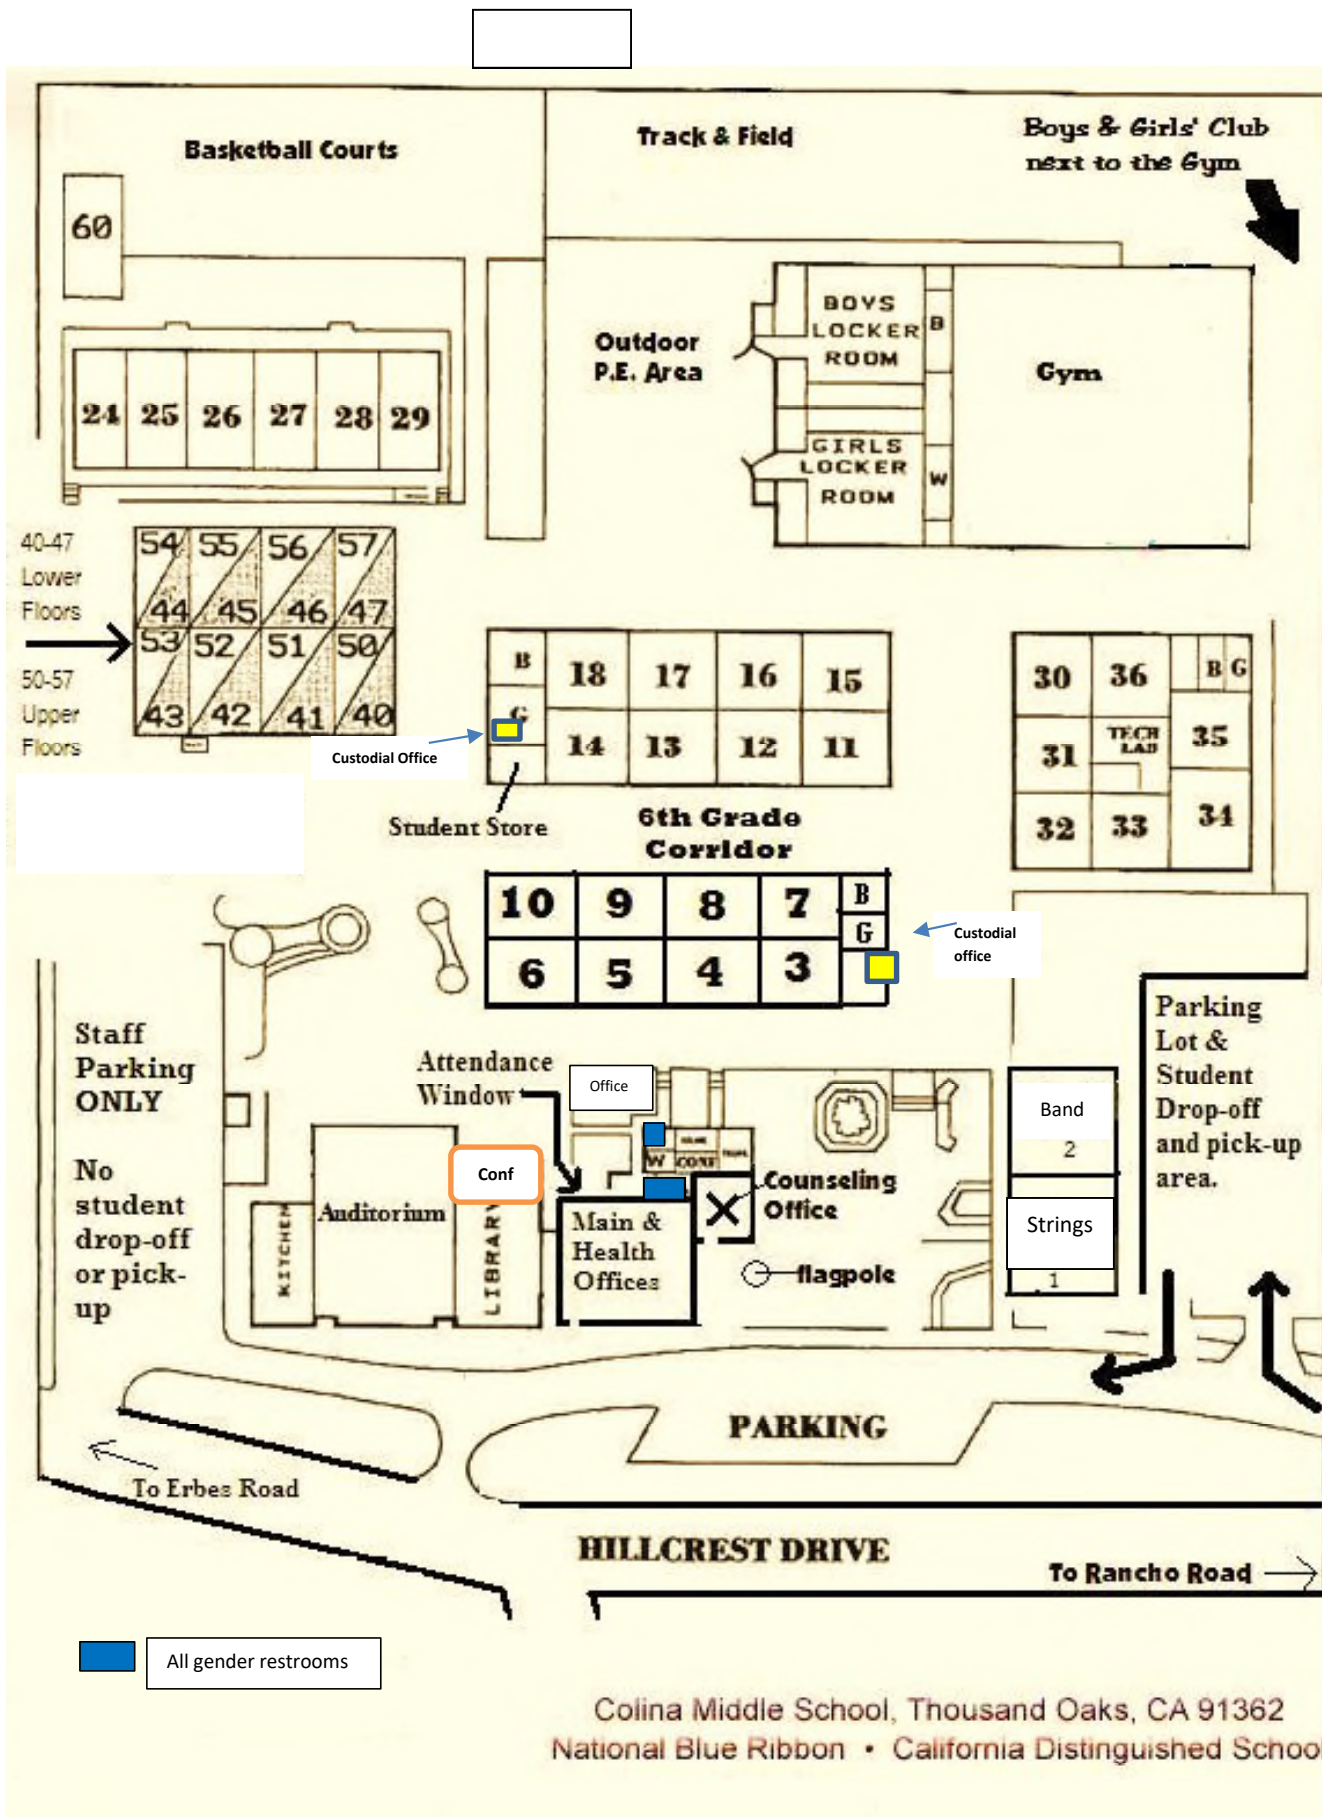 Basketball Courts
Track & Field
Boys & Girls' Club
next to the Gym
60
BOYS
LOCKER
ROOM
B
Outdoor
P.E. Area
Gym
24 25 26 27 28 29
GIRLS
LOCKER
ROOM
W
40-47
Lower
Floors
50-57
Upper
Floors
54 55 56 57
44 45 46 47
53 52 51 50
43 42 41 40
B
G
18 17 16 15
14 13 12 11
Custodial Office
Student Store
30 36 B G
31 TECH
LAB 35
32 33 34
6th Grade
Corridor
10 9 8 7 B
G
6 5 4 3
Custodial
office
Staff
Parking
ONLY
No
student
drop-off
or pick-
up
Attendance
Window
Office
W CONF
Conf
Auditorium
KITCHEN
LIBRARY
Main &
Health
Offices
Counseling
Office
flagpole
Band
2
Strings
1
Parking
Lot &
Student
Drop-off
and pick-up
area.
PARKING
To Erbes Road
HILLCREST DRIVE
To Rancho Road
All gender restrooms
Colina Middle School, Thousand Oaks, CA 91362
National Blue Ribbon • California Distinguished School